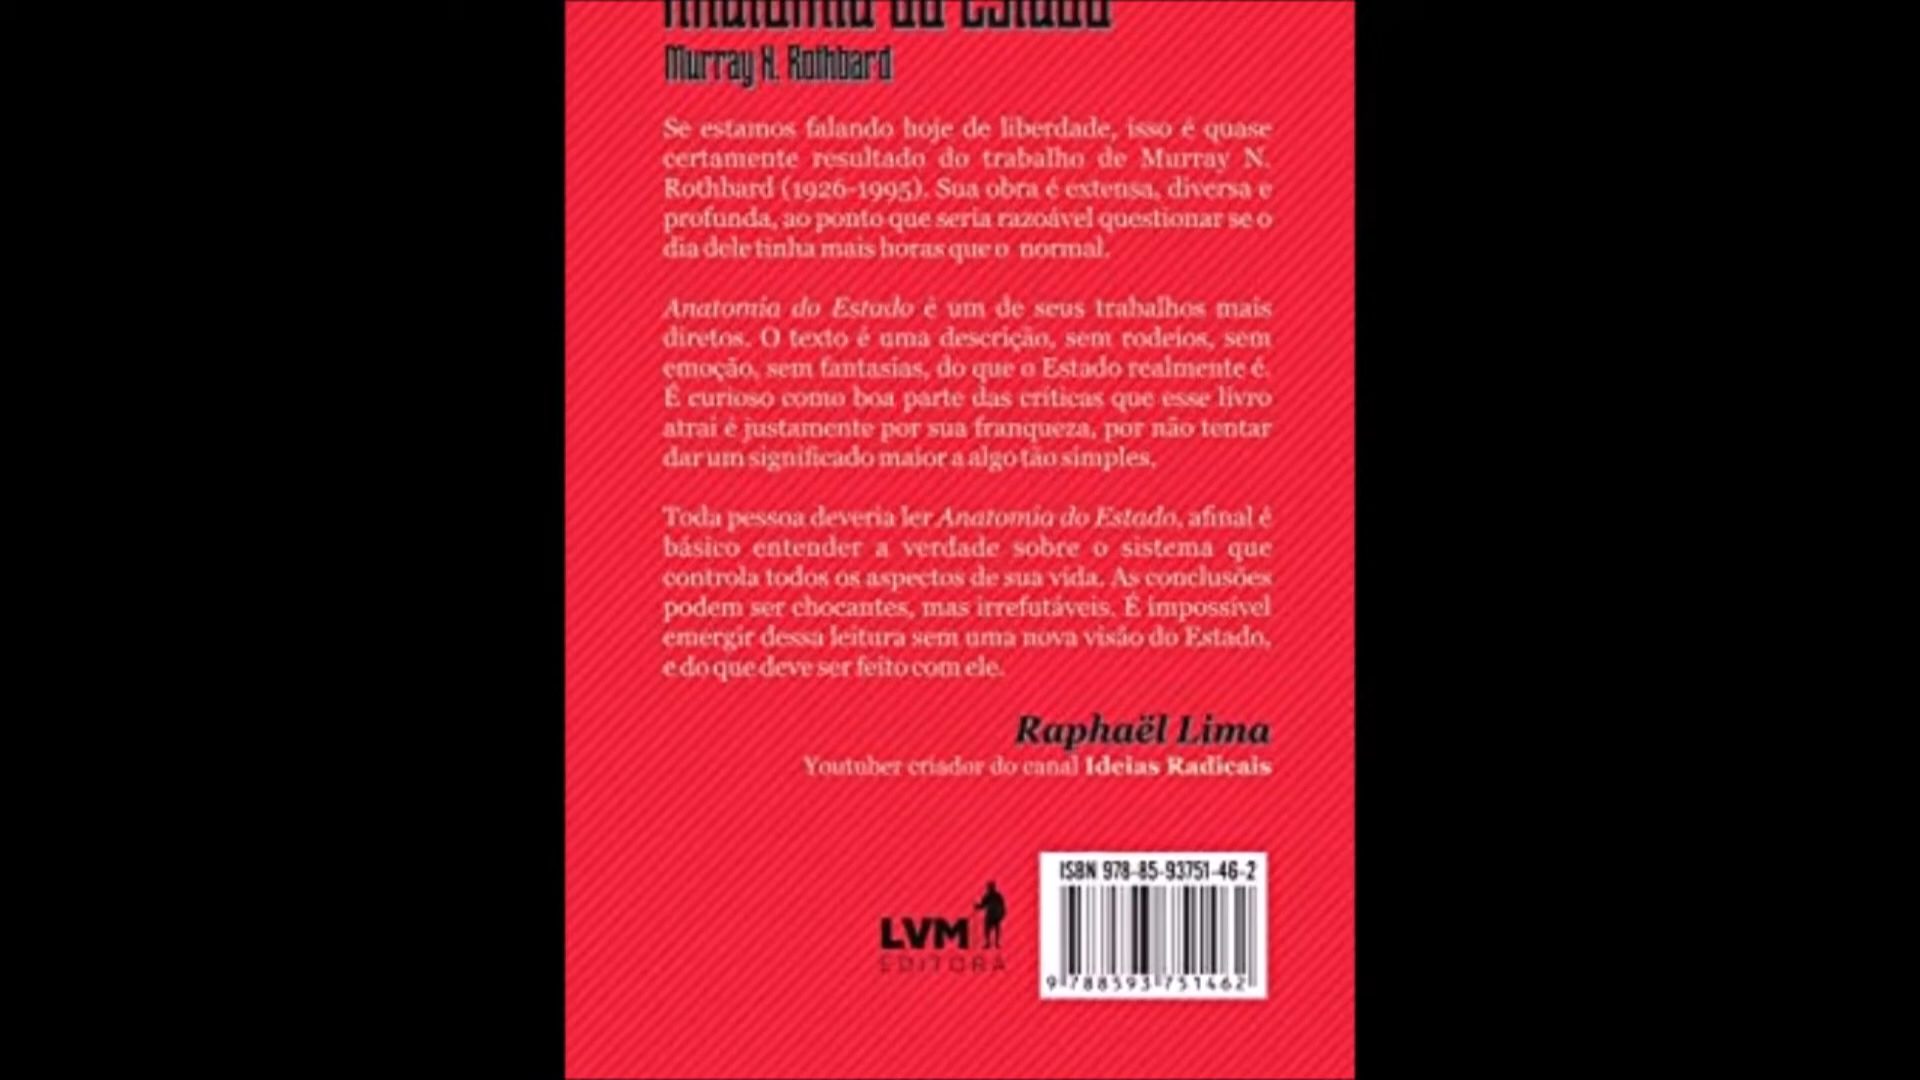 Anatomia do Estado
Murray N. Rothbard
Se estamos falando hoje de liberdade, isso é quase
certamente resultado do trabalho de Murray N.
Rothbard (1926-1995). Sua obra é extensa, diversa e
profunda, ao ponto que seria razoável questionar se o
dia dele tinha mais horas que o normal.
Anatomia do Estado é um de seus trabalhos mais
diretos. O texto é uma descrição, sem rodeios, sem
emoção, sem fantasias, do que o Estado realmente é.
É curioso como boa parte das críticas que esse livro
atrai é justamente por sua franqueza, por não tentar
dar um significado maior a algo tão simples.
Toda pessoa deveria ler Anatomia do Estado, afinal é
básico entender a verdade sobre o sistema que
controla todos os aspectos de sua vida. As conclusões
podem ser chocantes, mas irrefutáveis. É impossível
emergir dessa leitura sem uma nova visão do Estado,
e do que deve ser feito com ele.
Raphaël Lima
Youtuber criador do canal Ideias Radicais
ISBN 978-85-93751-46-2
LVM
EDITORA
9 788593 751462